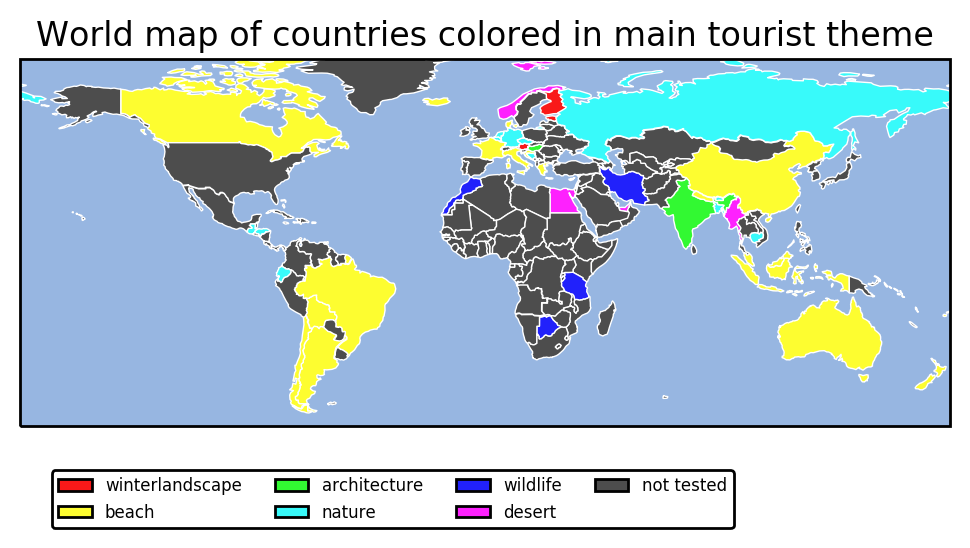 World map of countries colored in main tourist theme
winterlandscape architecture wildlife not tested
beach nature desert